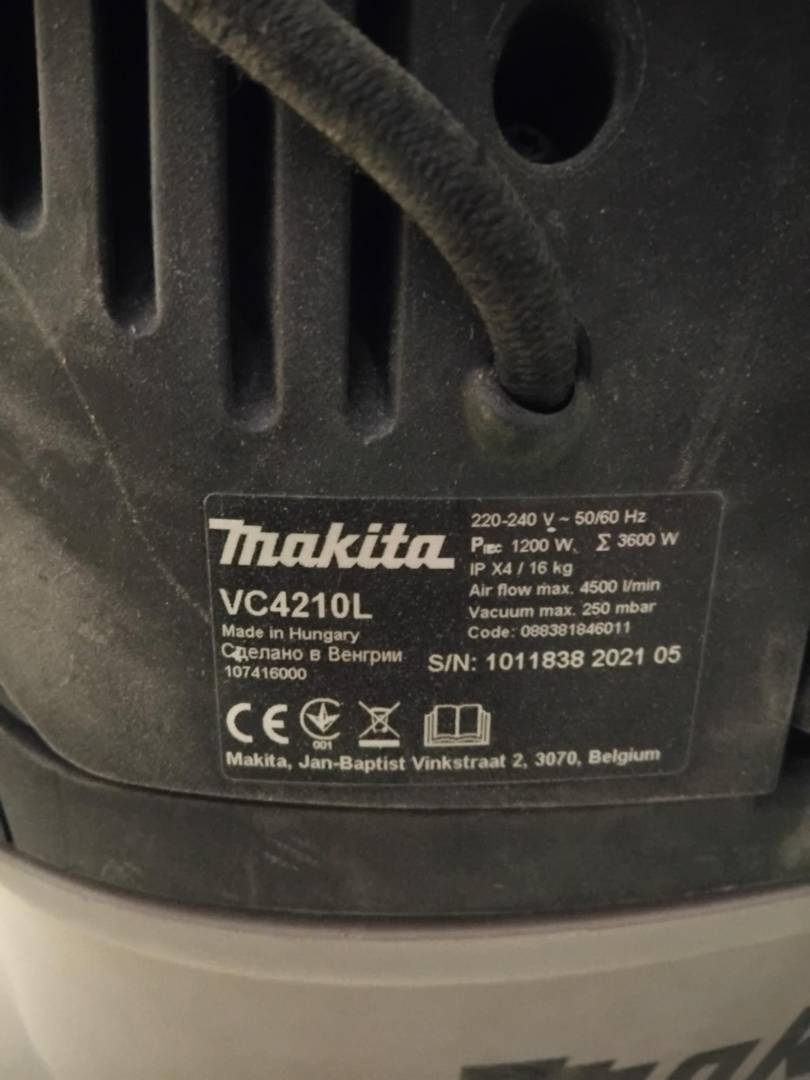 makita
220-240 V ~ 50/60 Hz
PIEC 1200 W, Σ 3600 W
IP X4 / 16 kg
Air flow max. 4500 l/min
Vacuum max. 250 mbar
Code: 088381846011
VC4210L
Made in Hungary
Сделано в Венгрии
107416000
S/N: 1011838 2021 05
CE
001
Makita, Jan-Baptist Vinkstraat 2, 3070, Belgium